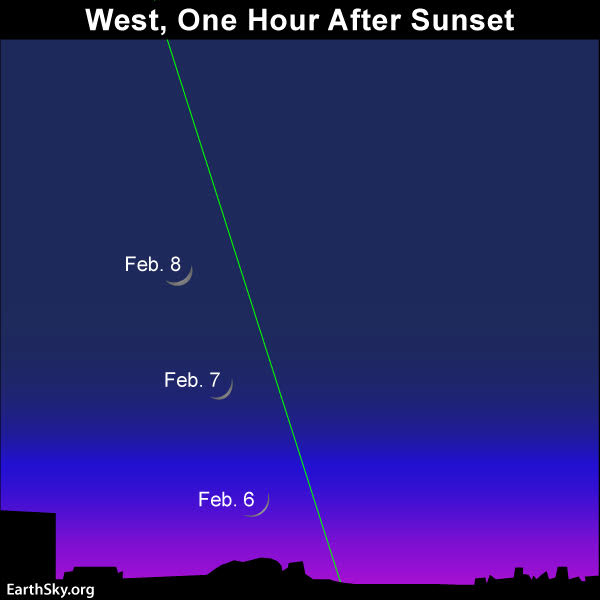 West, One Hour After Sunset
Feb. 8
Feb. 7
Feb. 6
EarthSky.org